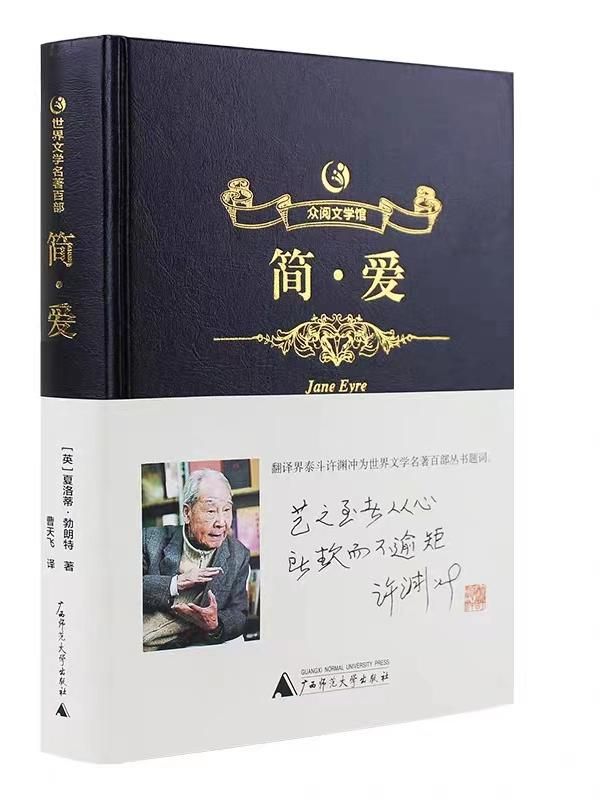 世界文学名著百部
简·爱
[英]夏洛蒂·勃朗特 著
曹天飞 译
广西师范大学出版社
众阅文学馆
简·爱
Jane Eyre
翻译界泰斗许渊冲为世界文学名著百部丛书题词。
艺之至者从心
所欲而不逾矩
许渊冲
GUANGXI NORMAL UNIVERSITY PRESS
广西师范大学出版社